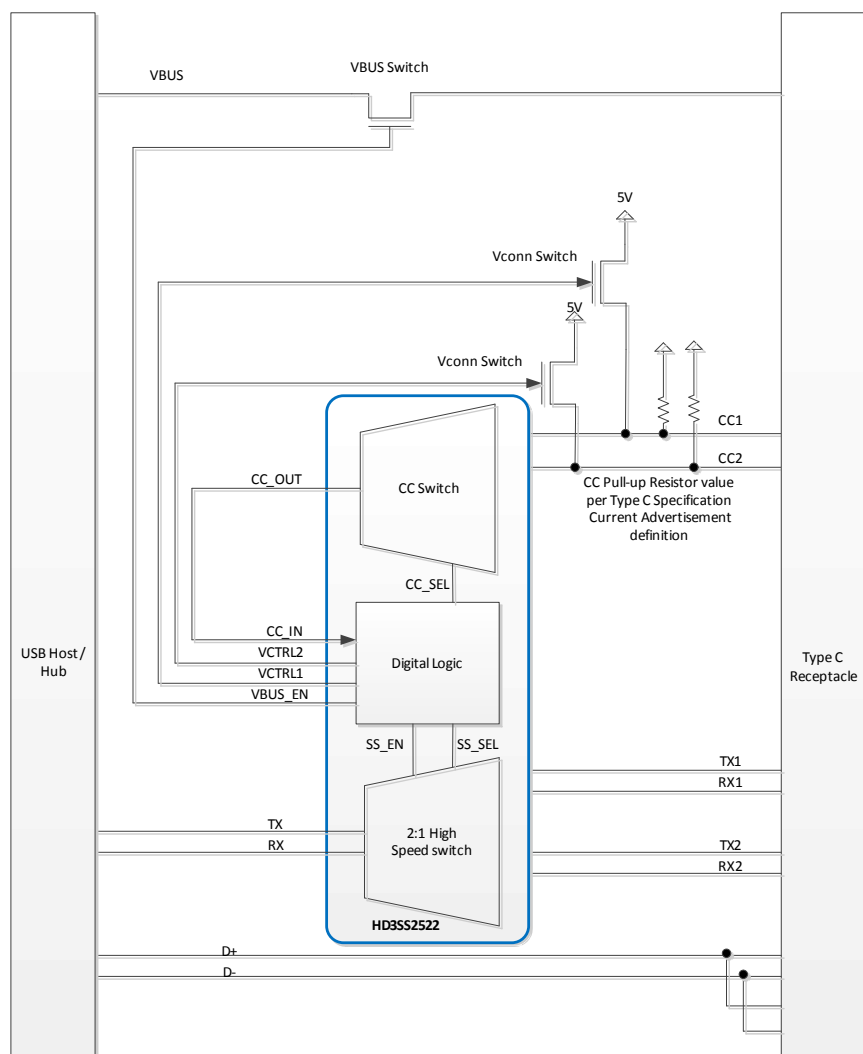 VBUS
VBUS Switch
5V
Vconn Switch
5V
Vconn Switch
CC1
CC2
CC_OUT
CC Switch
CC Pull-up Resistor value
per Type C Specification
Current Advertisement
definition
CC_SEL
CC_IN
VCTRL2
VCTRL1
VBUS_EN
Digital Logic
USB Host/
Hub
Type C
Receptacle
SS_EN
SS_SEL
TX1
RX1
TX
RX
2:1 High
Speed switch
TX2
RX2
HD3SS2522
D+
D-